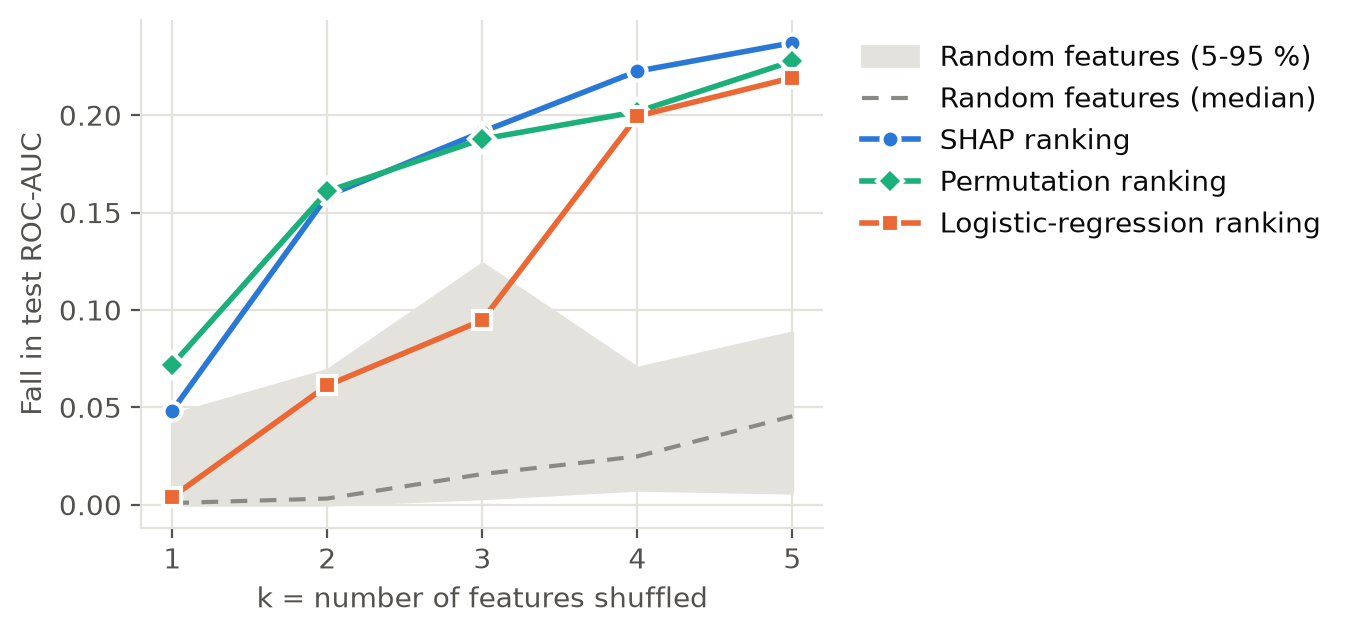 Fall in test ROC-AUC
0.20
0.15
0.10
0.05
0.00
1 2 3 4 5
k = number of features shuffled
Random features (5-95 %)
Random features (median)
SHAP ranking
Permutation ranking
Logistic-regression ranking